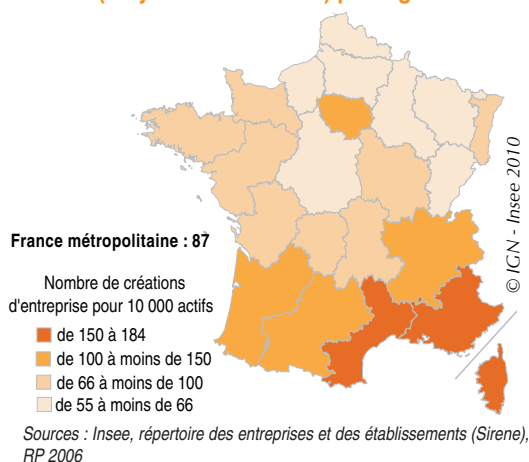 France métropolitaine : 87
Nombre de créations
d'entreprise pour 10 000 actifs
de 150 à 184
de 100 à moins de 150
de 66 à moins de 100
de 55 à moins de 66
© IGN - Insee 2010
Sources : Insee, répertoire des entreprises et des établissements (Sirene),
RP 2006